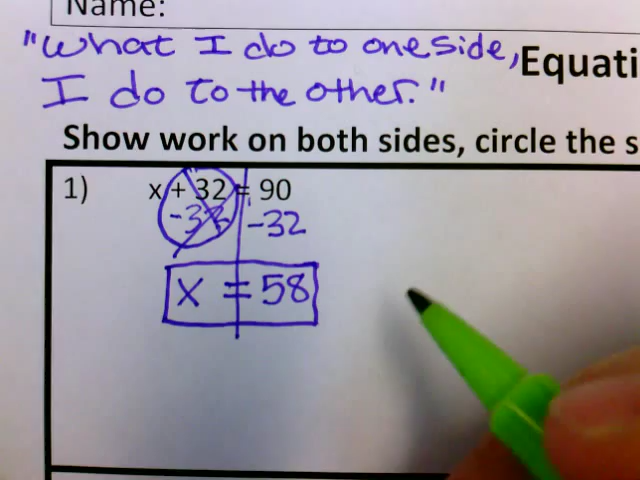 Name:
"What I do to one side,
I do to the other."
Equati
Show work on both sides, circle the s
1) x + 32 = 90
-32 -32
x = 58